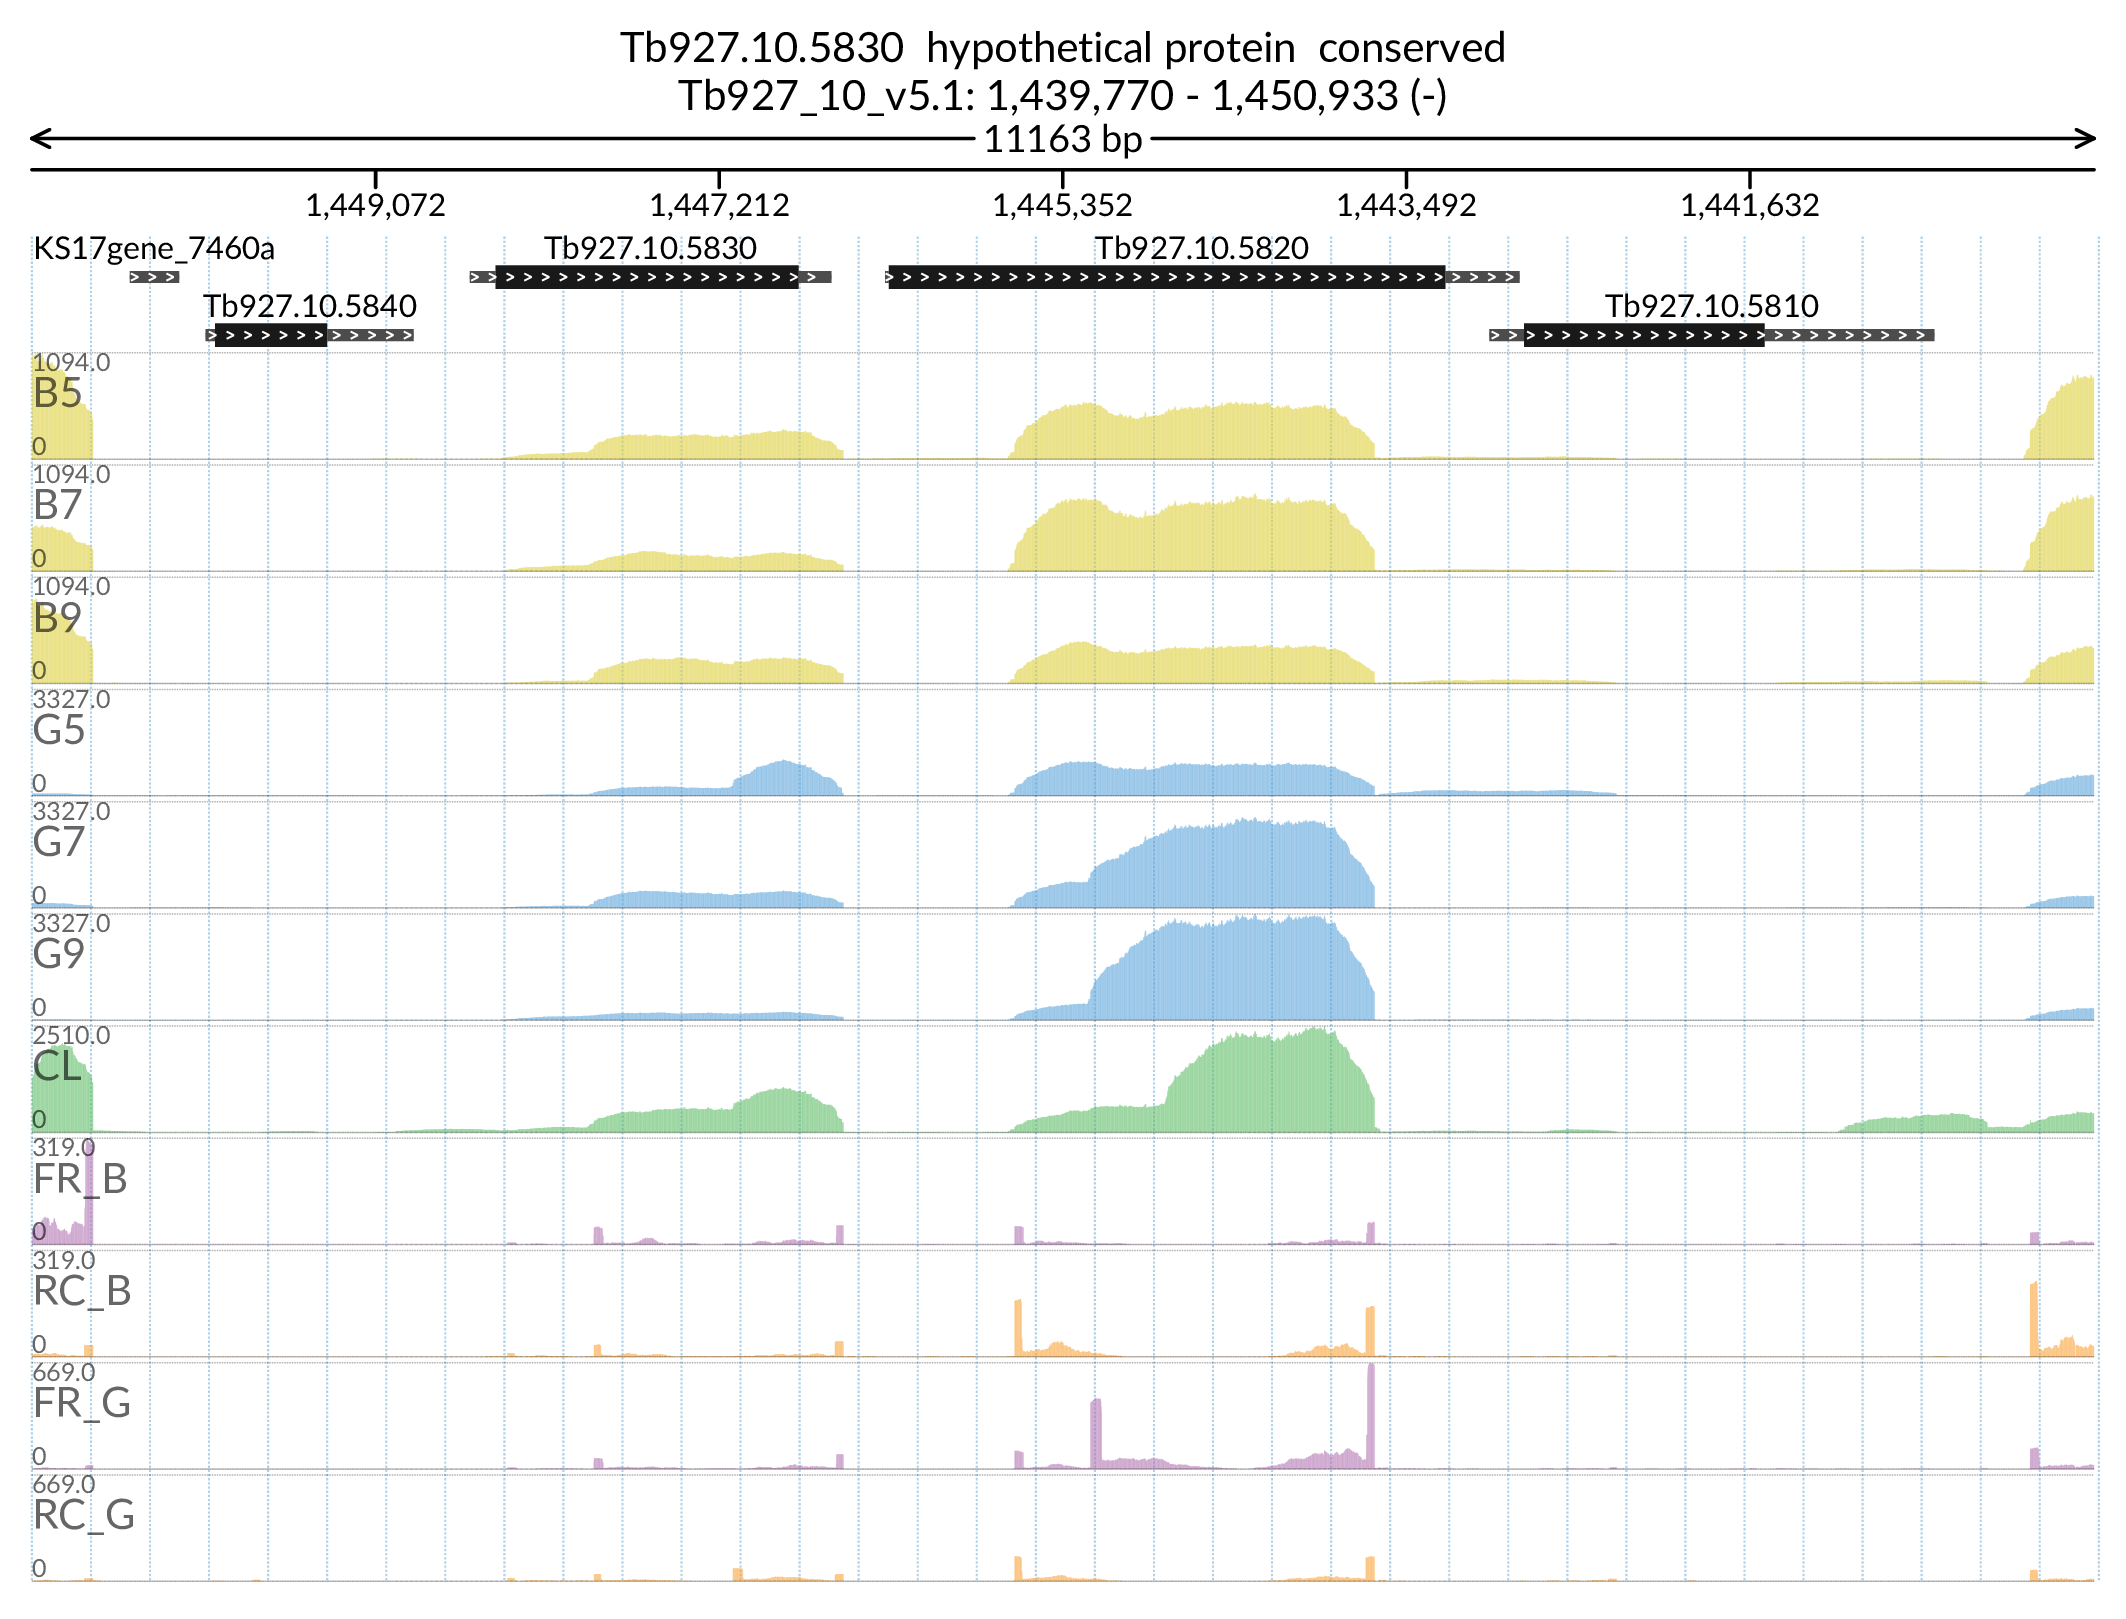 Tb927.10.5830 hypothetical protein conserved
Tb927_10_v5.1: 1,439,770 - 1,450,933 (-)
11163 bp
1,449,072 1,447,212 1,445,352 1,443,492 1,441,632
KS17gene_7460a Tb927.10.5830 Tb927.10.5820
Tb927.10.5840 Tb927.10.5810
1094.0
B5
0
1094.0
B7
0
1094.0
B9
0
3327.0
G5
0
3327.0
G7
0
3327.0
G9
0
2510.0
CL
0
319.0
FR_B
0
319.0
RC_B
0
669.0
FR_G
0
669.0
RC_G
0